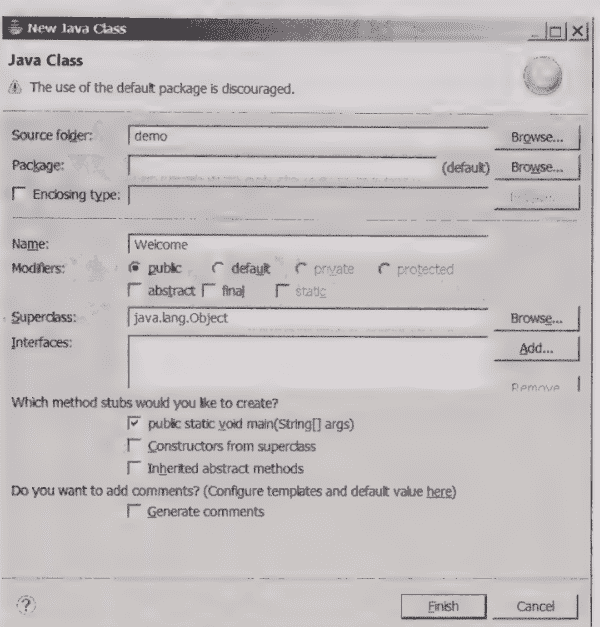 New Java Class
Java Class
The use of the default package is discouraged.
Source folder: demo Browse...
Package: (default) Browse...
Enclosing type:
Name: Welcome
Modifiers: public default private protected
abstract final static
Superclass: java.lang.Object Browse...
Interfaces: Add...
Remove
Which method stubs would you like to create?
public static void main(String[] args)
Constructors from superclass
Inherited abstract methods
Do you want to add comments? (Configure templates and default value here)
Generate comments
? Finish Cancel